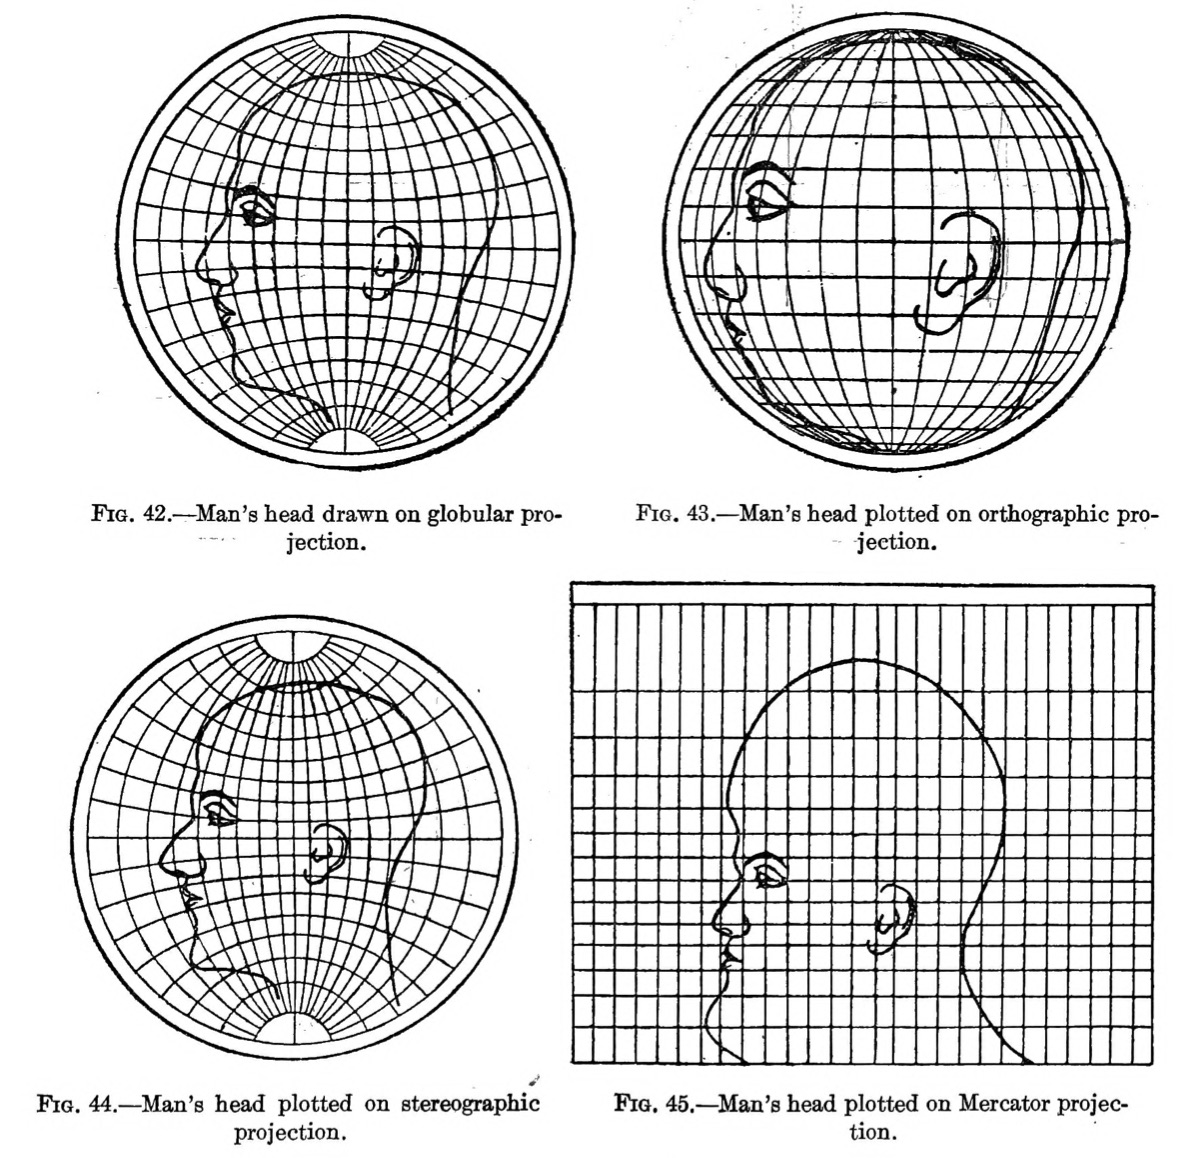 FIG. 42.—Man's head drawn on globular pro-
jection.
FIG. 43.—Man's head plotted on orthographic pro-
jection.
FIG. 44.—Man's head plotted on stereographic
projection.
FIG. 45.—Man's head plotted on Mercator projec-
tion.